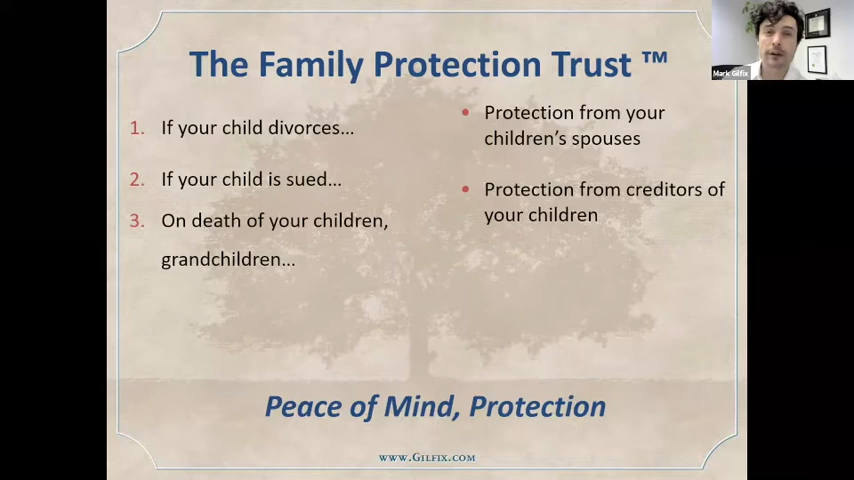 The Family Protection Trust ™
1. If your child divorces...
2. If your child is sued...
3. On death of your children,
grandchildren...
• Protection from your
children's spouses
• Protection from creditors of
your children
Peace of Mind, Protection
www.Gilfix.com
Mark Gilfix